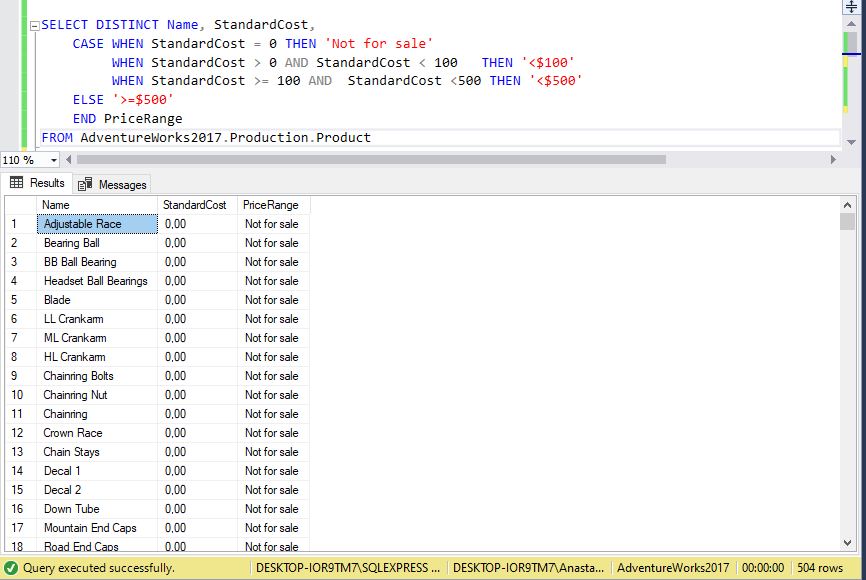 SELECT DISTINCT Name, StandardCost,
CASE WHEN StandardCost = 0 THEN 'Not for sale'
WHEN StandardCost > 0 AND StandardCost < 100 THEN '<$100'
WHEN StandardCost >= 100 AND StandardCost <500 THEN '<$500'
ELSE '>=$500'
END PriceRange
FROM AdventureWorks2017.Production.Product
110 %
Results Messages
Name StandardCost PriceRange
1 Adjustable Race 0,00 Not for sale
2 Bearing Ball 0,00 Not for sale
3 BB Ball Bearing 0,00 Not for sale
4 Headset Ball Bearings 0,00 Not for sale
5 Blade 0,00 Not for sale
6 LL Crankarm 0,00 Not for sale
7 ML Crankarm 0,00 Not for sale
8 HL Crankarm 0,00 Not for sale
9 Chainring Bolts 0,00 Not for sale
10 Chainring Nut 0,00 Not for sale
11 Chainring 0,00 Not for sale
12 Crown Race 0,00 Not for sale
13 Chain Stays 0,00 Not for sale
14 Decal 1 0,00 Not for sale
15 Decal 2 0,00 Not for sale
16 Down Tube 0,00 Not for sale
17 Mountain End Caps 0,00 Not for sale
18 Road End Caps 0,00 Not for sale
Query executed successfully. DESKTOP-IOR9TM7\SQLEXPRESS ... DESKTOP-IOR9TM7\Anasta... AdventureWorks2017 00:00:00 504 rows